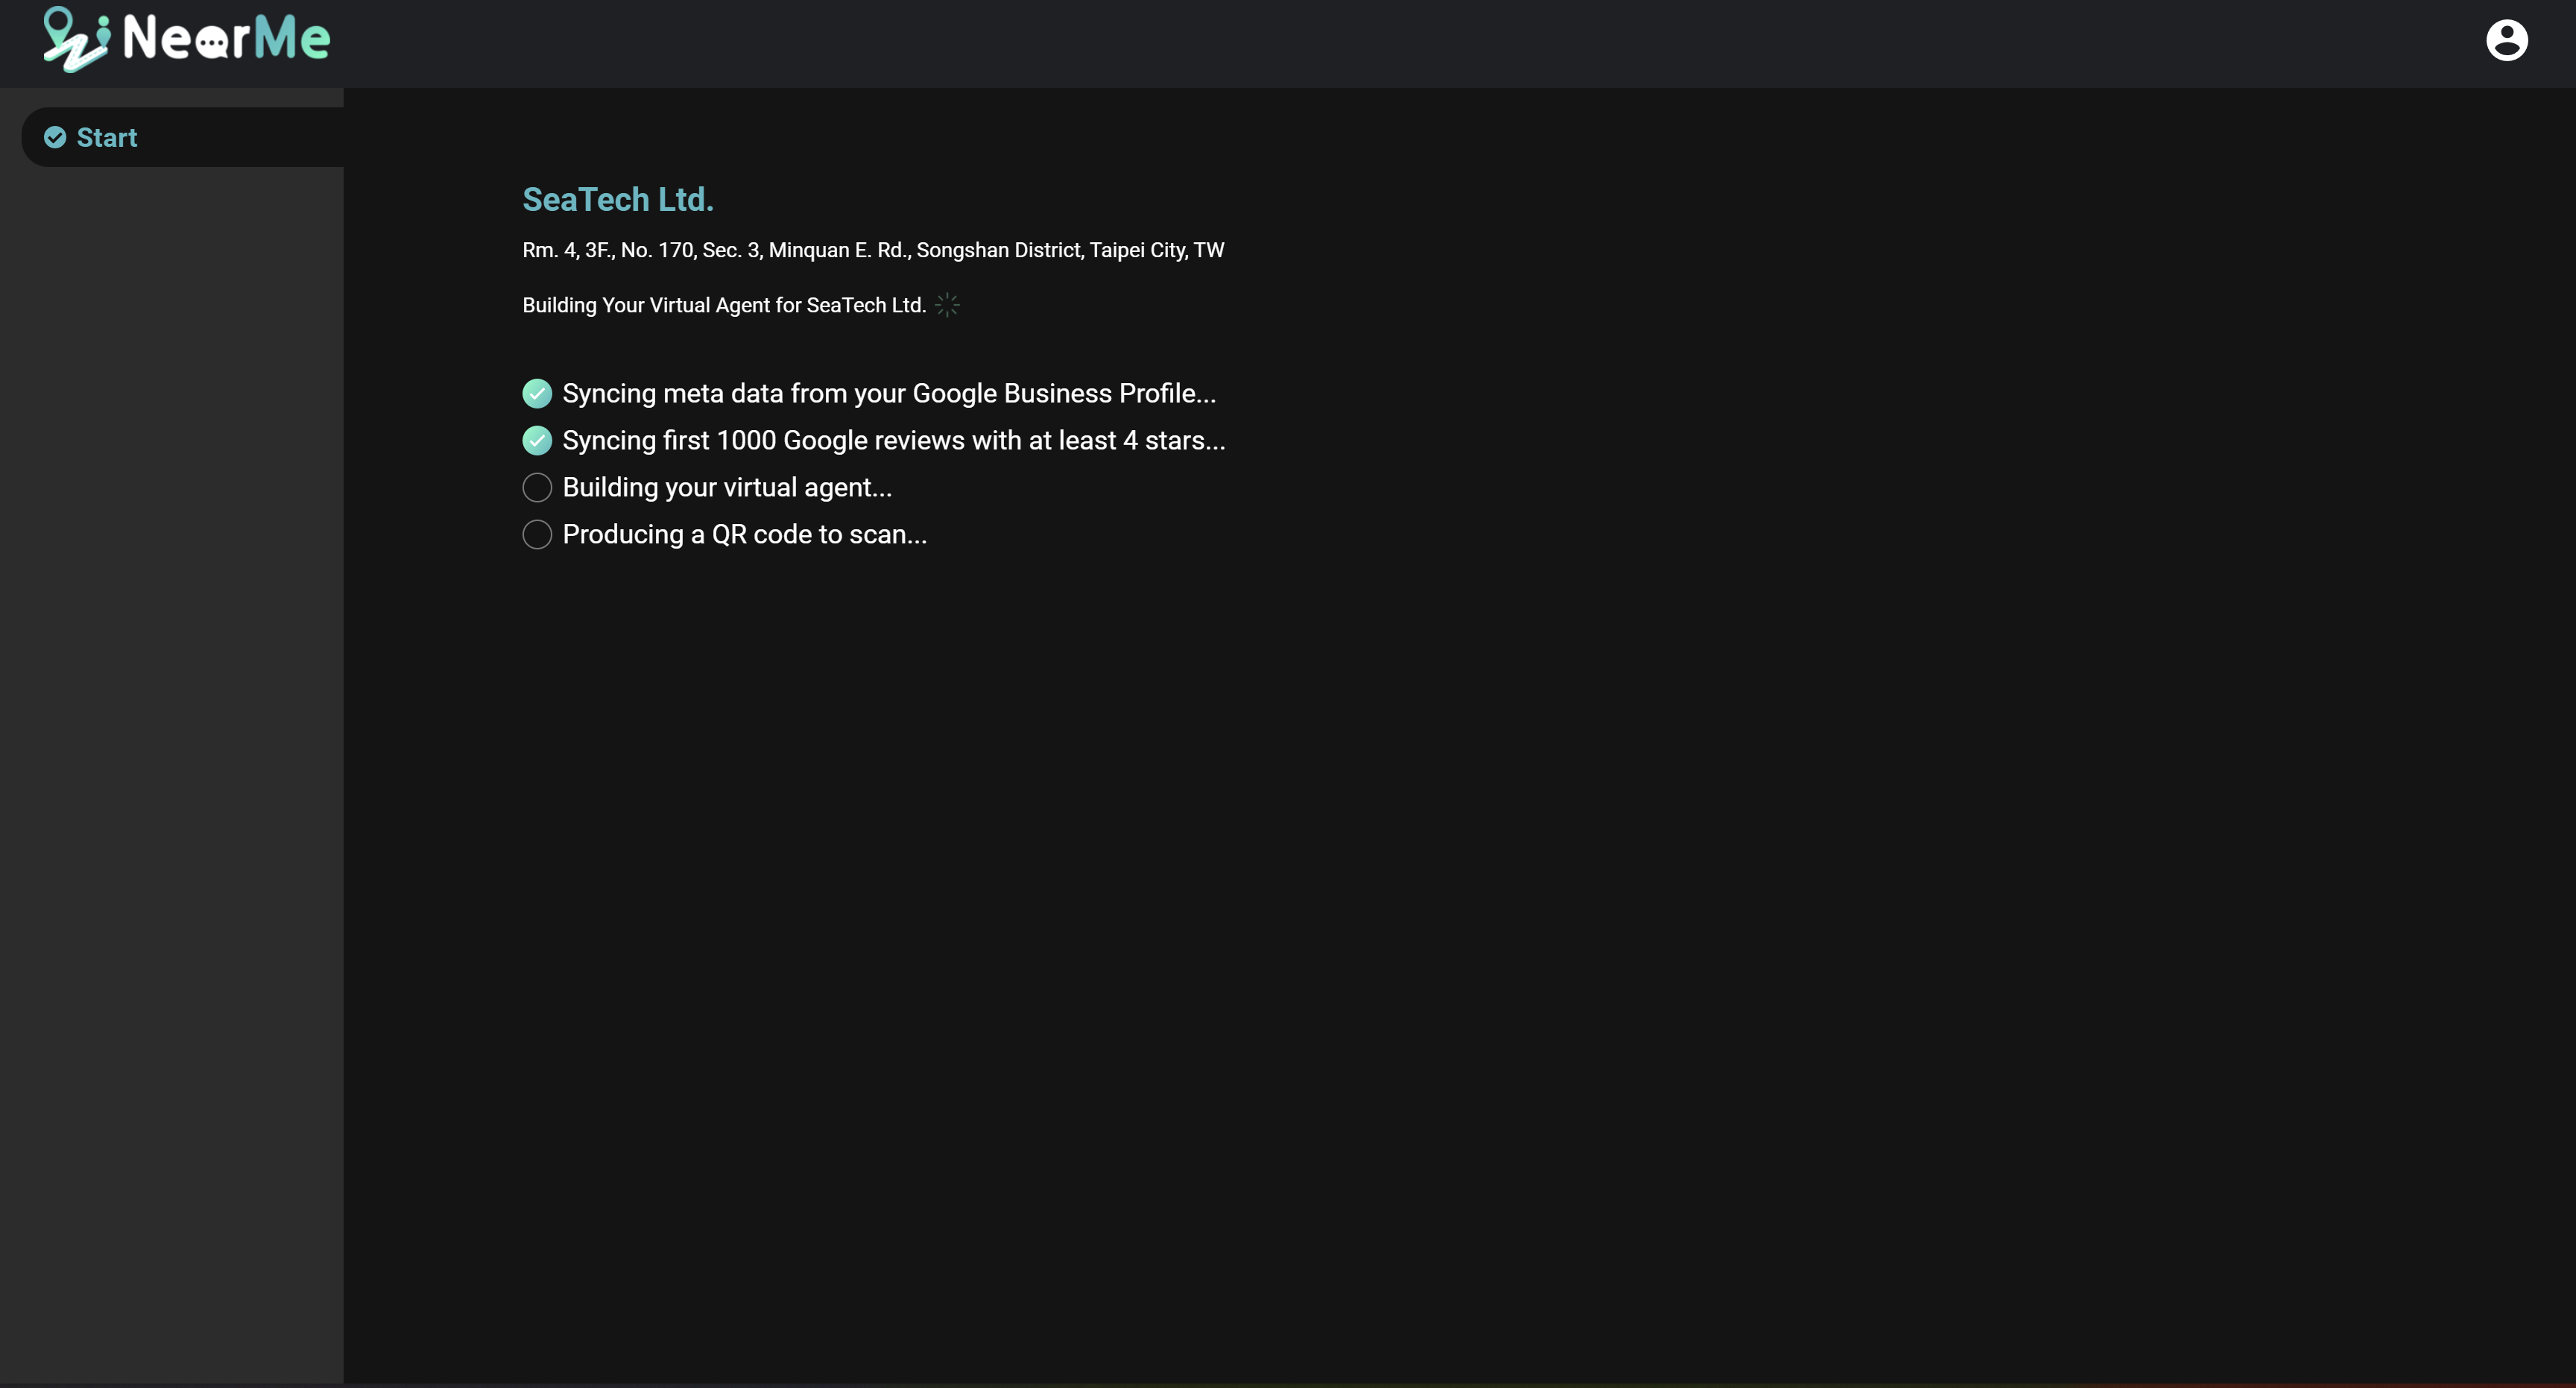 NearMe
Start
SeaTech Ltd.
Rm. 4, 3F., No. 170, Sec. 3, Minquan E. Rd., Songshan District, Taipei City, TW
Building Your Virtual Agent for SeaTech Ltd.
Syncing meta data from your Google Business Profile...
Syncing first 1000 Google reviews with at least 4 stars...
Building your virtual agent...
Producing a QR code to scan...